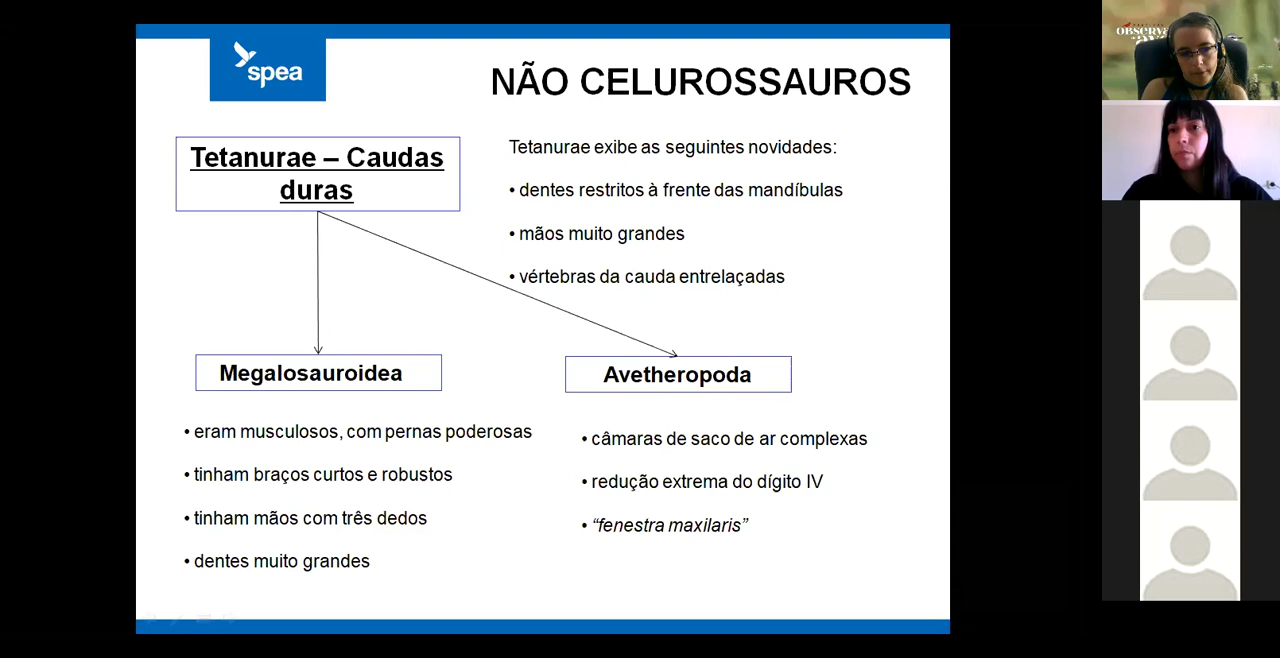 spea
NÃO CELUROSSAUROS
Tetanurae – Caudas
duras
Tetanurae exibe as seguintes novidades:
• dentes restritos à frente das mandíbulas
• mãos muito grandes
• vértebras da cauda entrelaçadas
Megalosauroidea
• eram musculosos, com pernas poderosas
• tinham braços curtos e robustos
• tinham mãos com três dedos
• dentes muito grandes
Avetheropoda
• câmaras de saco de ar complexas
• redução extrema do dígito IV
• “fenestra maxilaris”